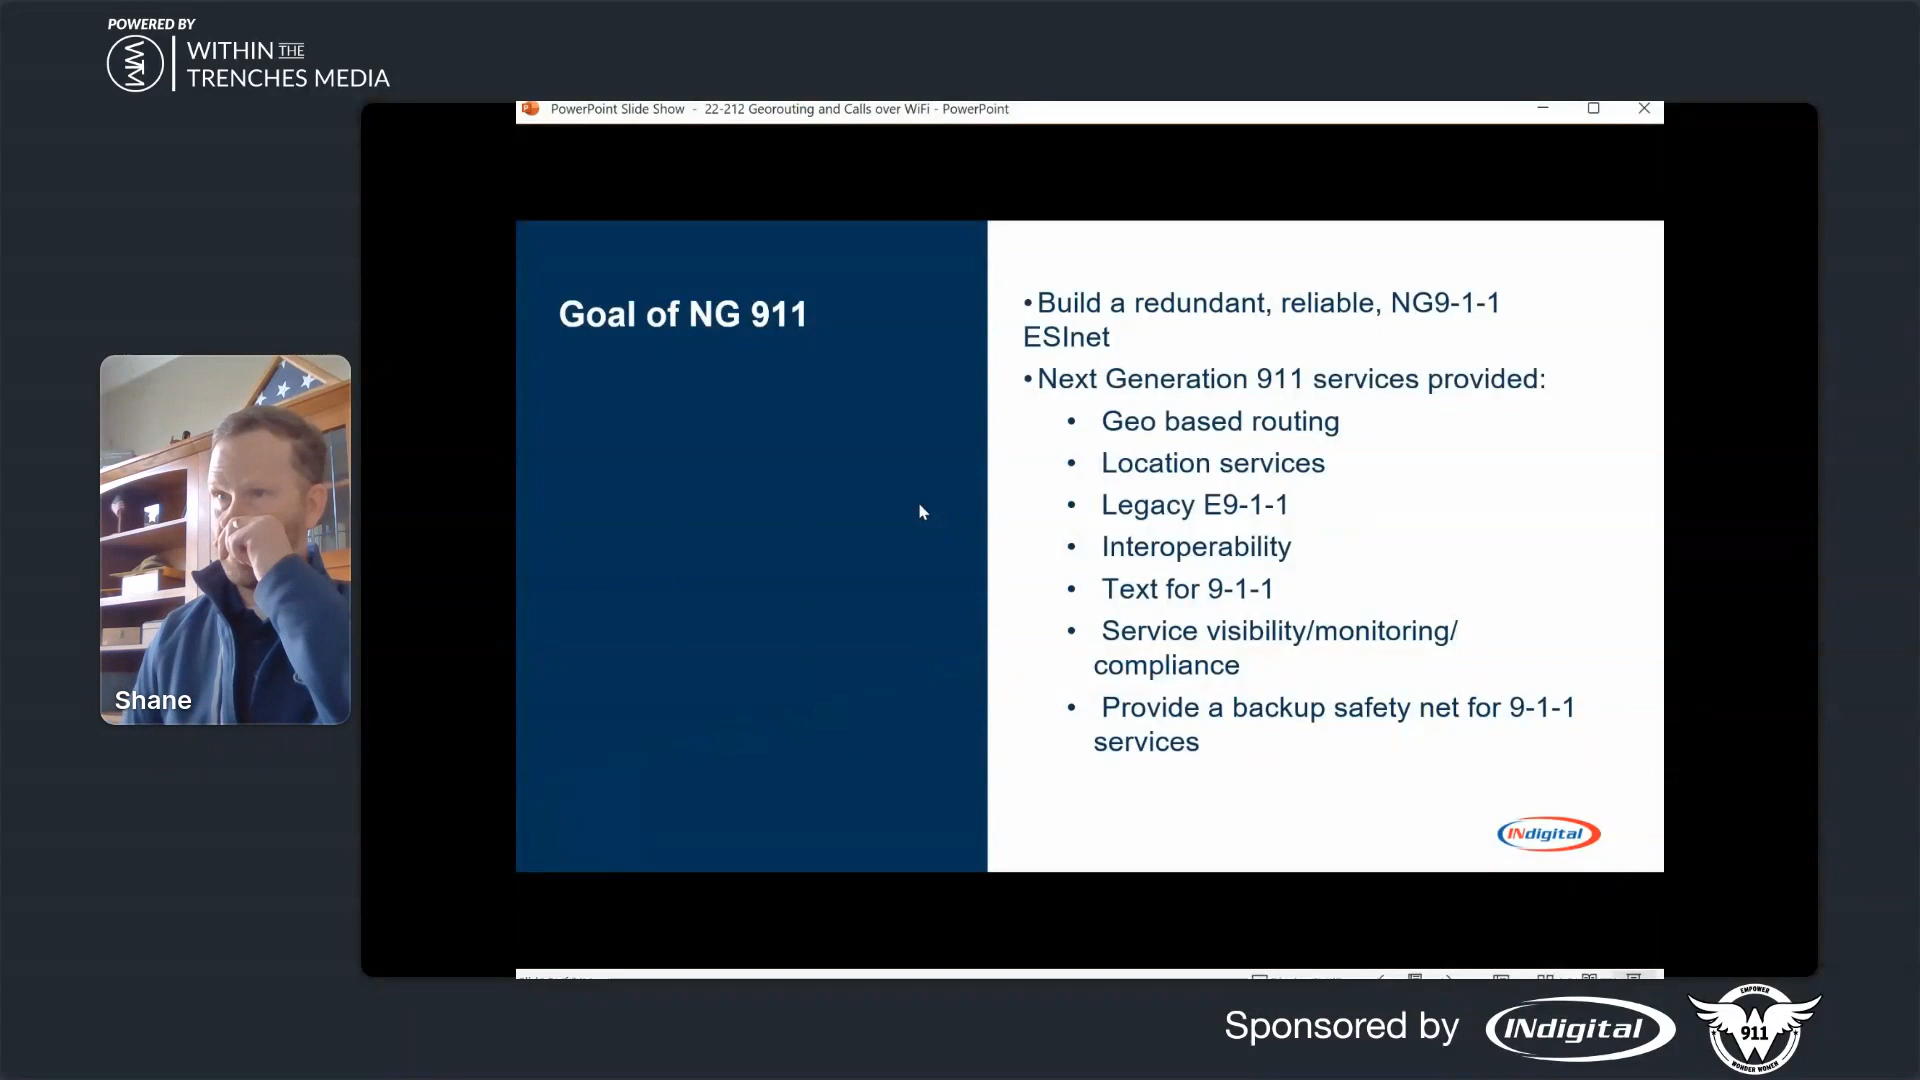 POWERED BY
WITHIN THE
TRENCHES MEDIA
WTM
PowerPoint Slide Show - 22-212 Georouting and Calls over WiFi - PowerPoint
Goal of NG 911
•Build a redundant, reliable, NG9-1-1
ESInet
•Next Generation 911 services provided:
• Geo based routing
• Location services
• Legacy E9-1-1
• Interoperability
• Text for 9-1-1
• Service visibility/monitoring/
compliance
• Provide a backup safety net for 9-1-1
services
INdigital
Shane
Sponsored by
INdigital
EMPOWER
911
W
WONDER WOMEN